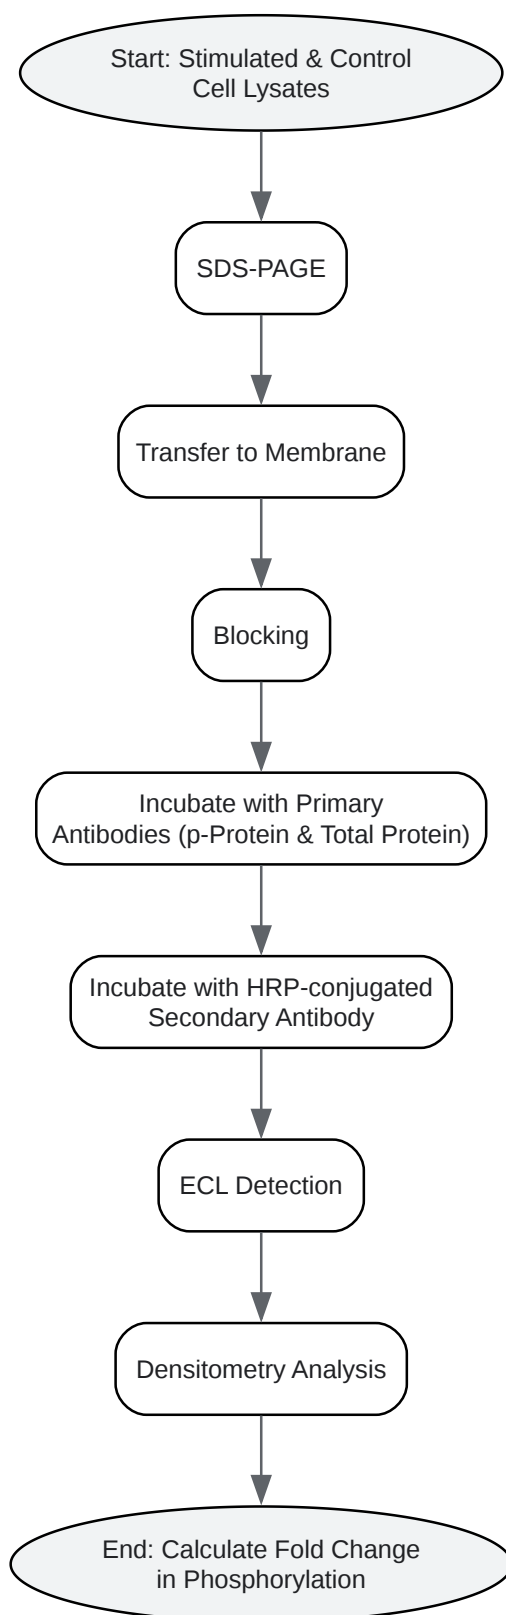 Start: Stimulated & Control
Cell Lysates
SDS-PAGE
Transfer to Membrane
Blocking
Incubate with Primary
Antibodies (p-Protein & Total Protein)
Incubate with HRP-conjugated
Secondary Antibody
ECL Detection
Densitometry Analysis
End: Calculate Fold Change
in Phosphorylation